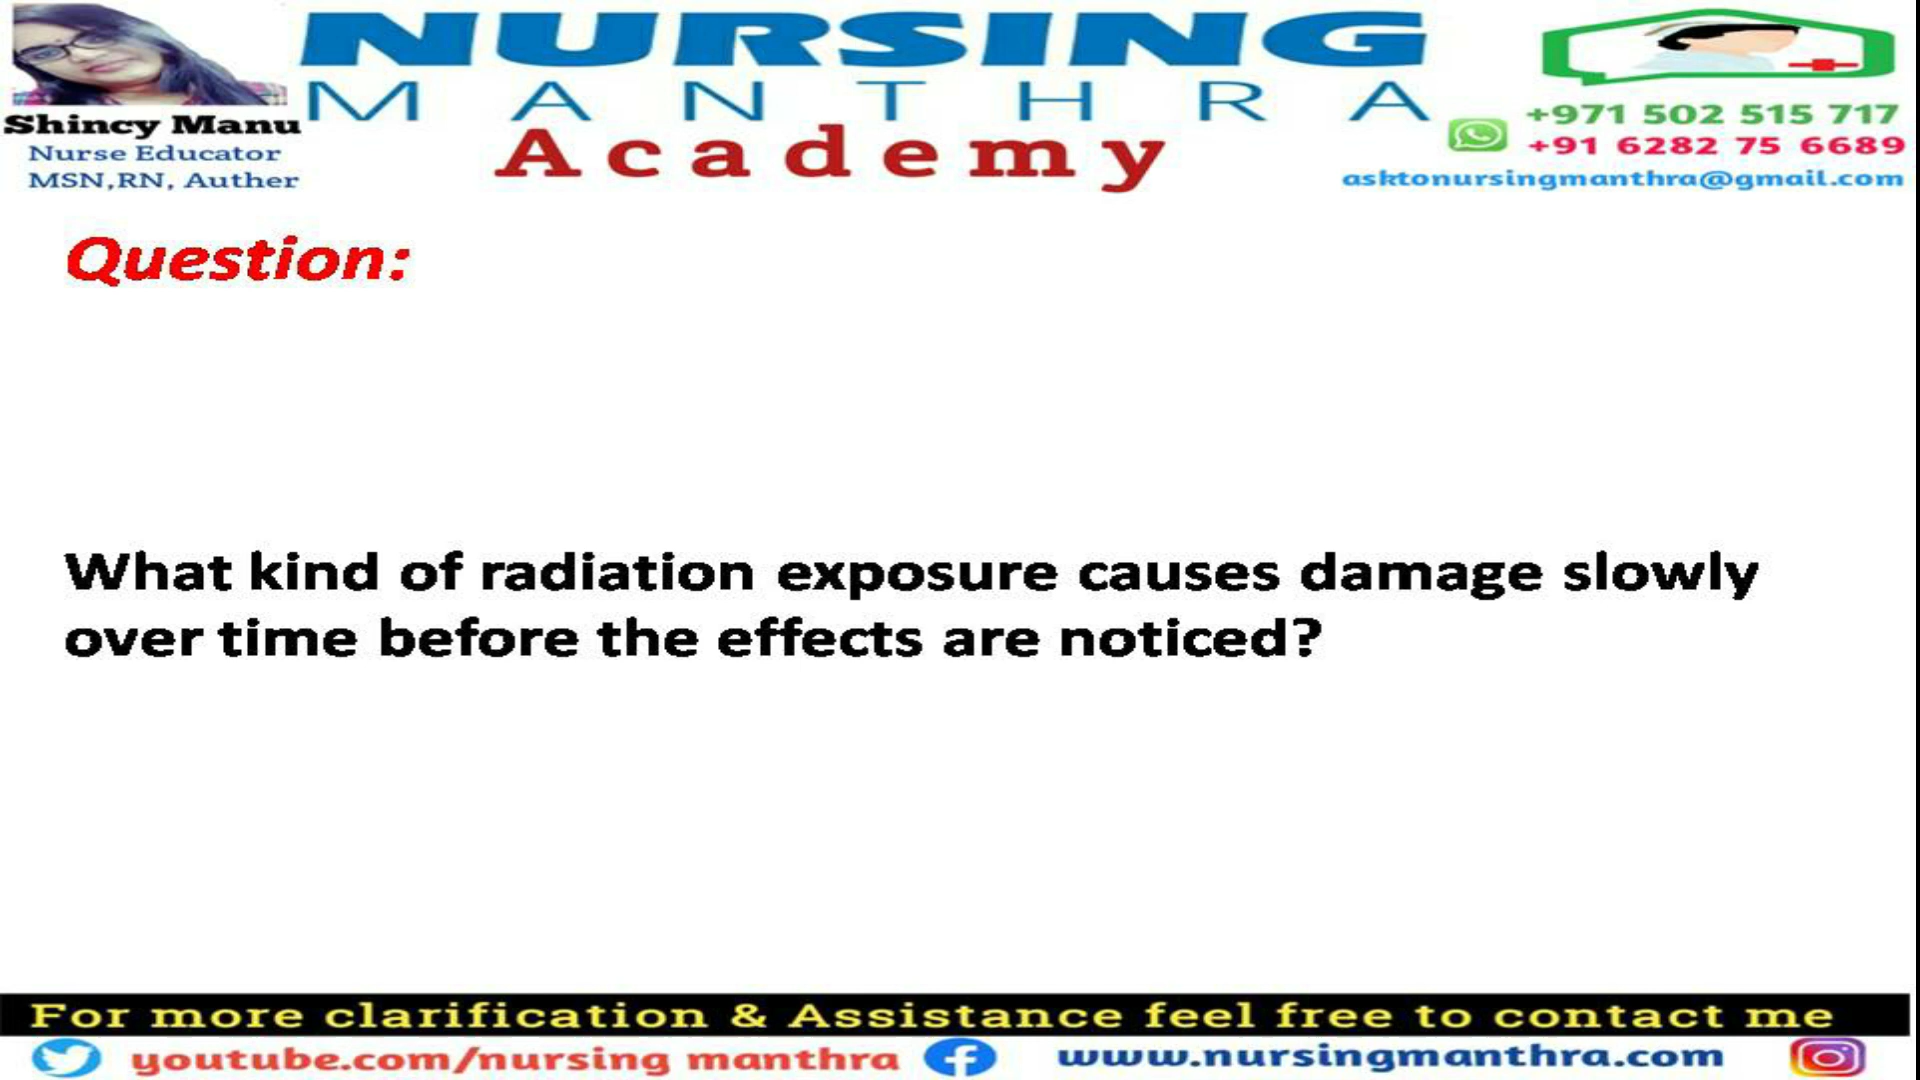 NURSING
MANTHRA
Academy
Shincy Manu
Nurse Educator
MSN,RN, Auther
+971 502 515 717
+91 6282 75 6689
asktonursingmanthra@gmail.com
Question:
What kind of radiation exposure causes damage slowly
over time before the effects are noticed?
For more clarification & Assistance feel free to contact me
youtube.com/nursing manthra
www.nursingmanthra.com